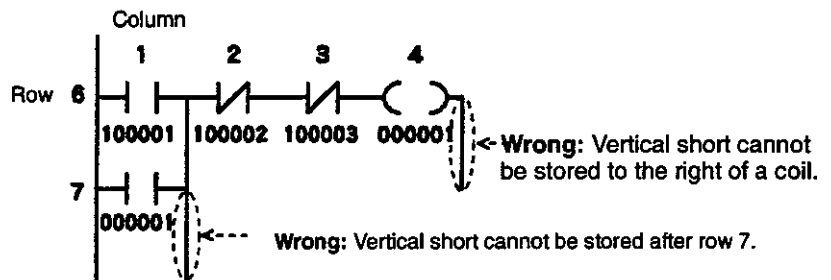 Column
1 2 3 4
Row 6
100001 100002 100003 000001
Wrong: Vertical short cannot
be stored to the right of a coil.
7
000001
Wrong: Vertical short cannot be stored after row 7.